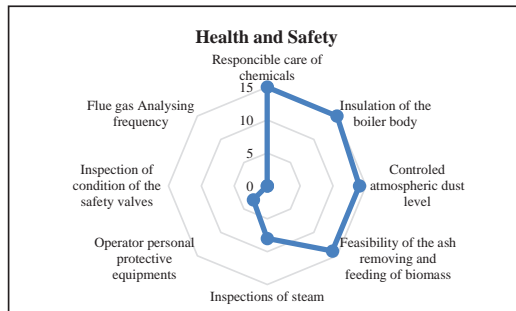 Health and Safety
Responcible care of
chemicals
15
10
5
0
Insulation of the
boiler body
Controled
atmospheric dust
level
Feasibility of the ash
removing and
feeding of biomass
Inspections of steam
Operator personal
protective
equipments
Inspection of
condition of the
safety valves
Flue gas Analysing
frequency